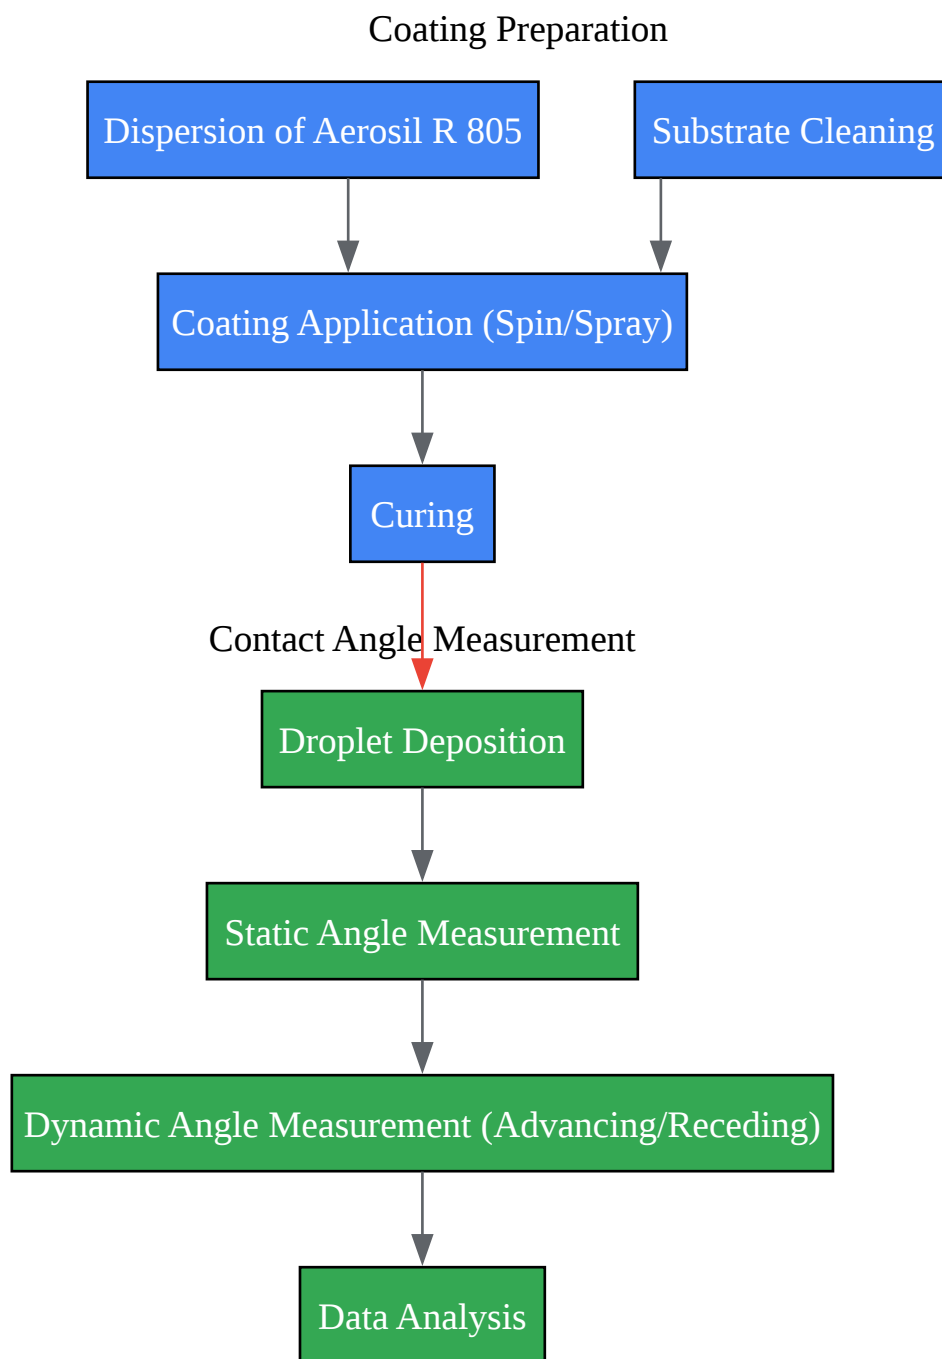 Coating Preparation
Dispersion of Aerosil R 805
Substrate Cleaning
Coating Application (Spin/Spray)
Curing
Contact Angle Measurement
Droplet Deposition
Static Angle Measurement
Dynamic Angle Measurement (Advancing/Receding)
Data Analysis